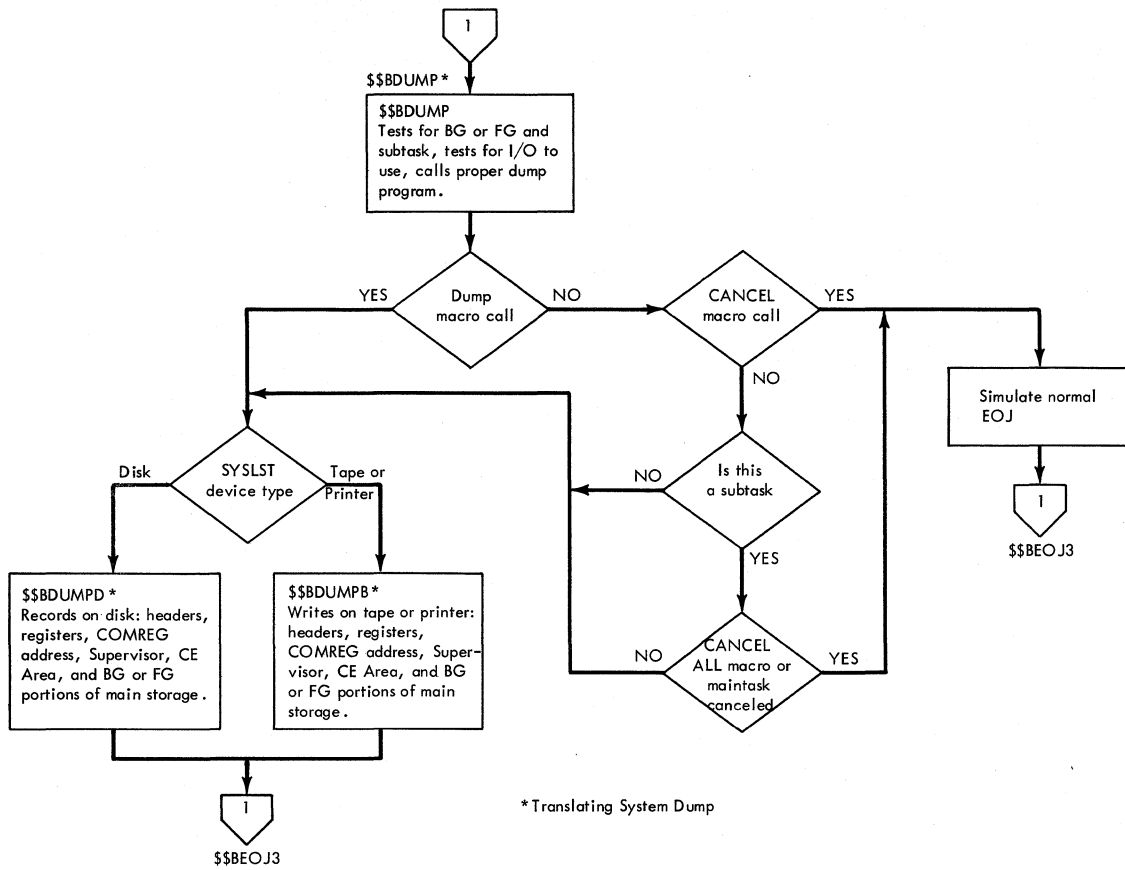 1
$$BDUMP*
$$BDUMP
Tests for BG or FG and
subtask, tests for I/O to
use, calls proper dump
program.
YES
Dump
macro call
NO
CANCEL
macro call
YES
NO
Simulate normal
EOJ
1
$$BEOJ3
Disk
SYSLST
device type
Tape or
Printer
NO
Is this
a subtask
YES
$$BDUMPD*
Records on disk: headers,
registers, COMREG
address, Supervisor, CE
Area, and BG or FG
portions of main storage.
$$BDUMPB*
Writes on tape or printer:
headers, registers,
COMREG address, Super-
visor, CE Area, and BG
or FG portions of main
storage.
NO
CANCEL
ALL macro or
maintask
canceled
YES
1
$$BEOJ3
*Translating System Dump